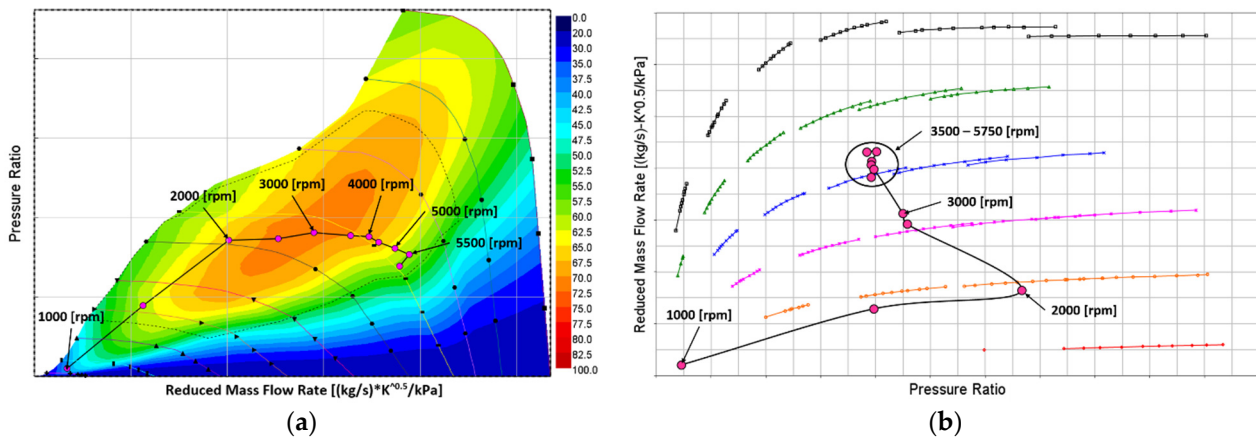 Pressure Ratio
1000 [rpm]
2000 [rpm]
3000 [rpm]
4000 [rpm]
5000 [rpm]
5500 [rpm]
Reduced Mass Flow Rate [(kg/s)*K^0.5/kPa]
0.0
20.0
30.0
35.0
37.5
40.0
42.5
45.0
47.5
50.0
52.5
55.0
57.5
60.0
62.5
65.0
67.5
70.0
72.5
75.0
77.5
80.0
82.5
100.0
(a)
Reduced Mass Flow Rate [(kg/s)-K^0.5/kPa]
3500 – 5750 [rpm]
3000 [rpm]
2000 [rpm]
1000 [rpm]
Pressure Ratio
(b)